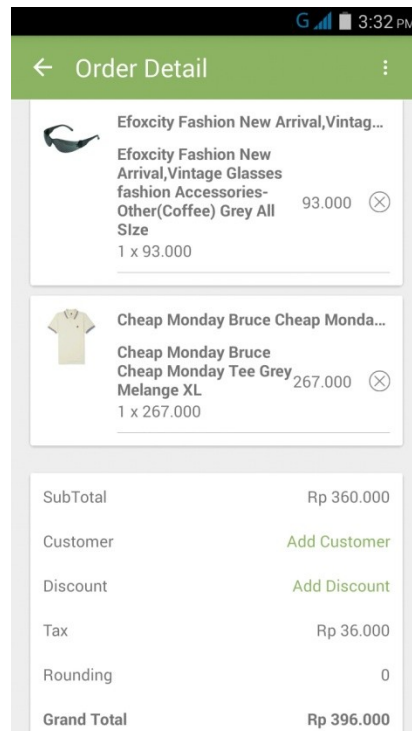 G 3:32 PM
Order Detail
Efoxcity Fashion New Arrival,Vintag...
Efoxcity Fashion New
Arrival,Vintage Glasses
fashion Accessories-
Other(Coffee) Grey All
SIze
93.000
1 x 93.000
Cheap Monday Bruce Cheap Monda...
Cheap Monday Bruce
Cheap Monday Tee Grey
Melange XL
267.000
1 x 267.000
SubTotal Rp 360.000
Customer Add Customer
Discount Add Discount
Tax Rp 36.000
Rounding 0
Grand Total Rp 396.000